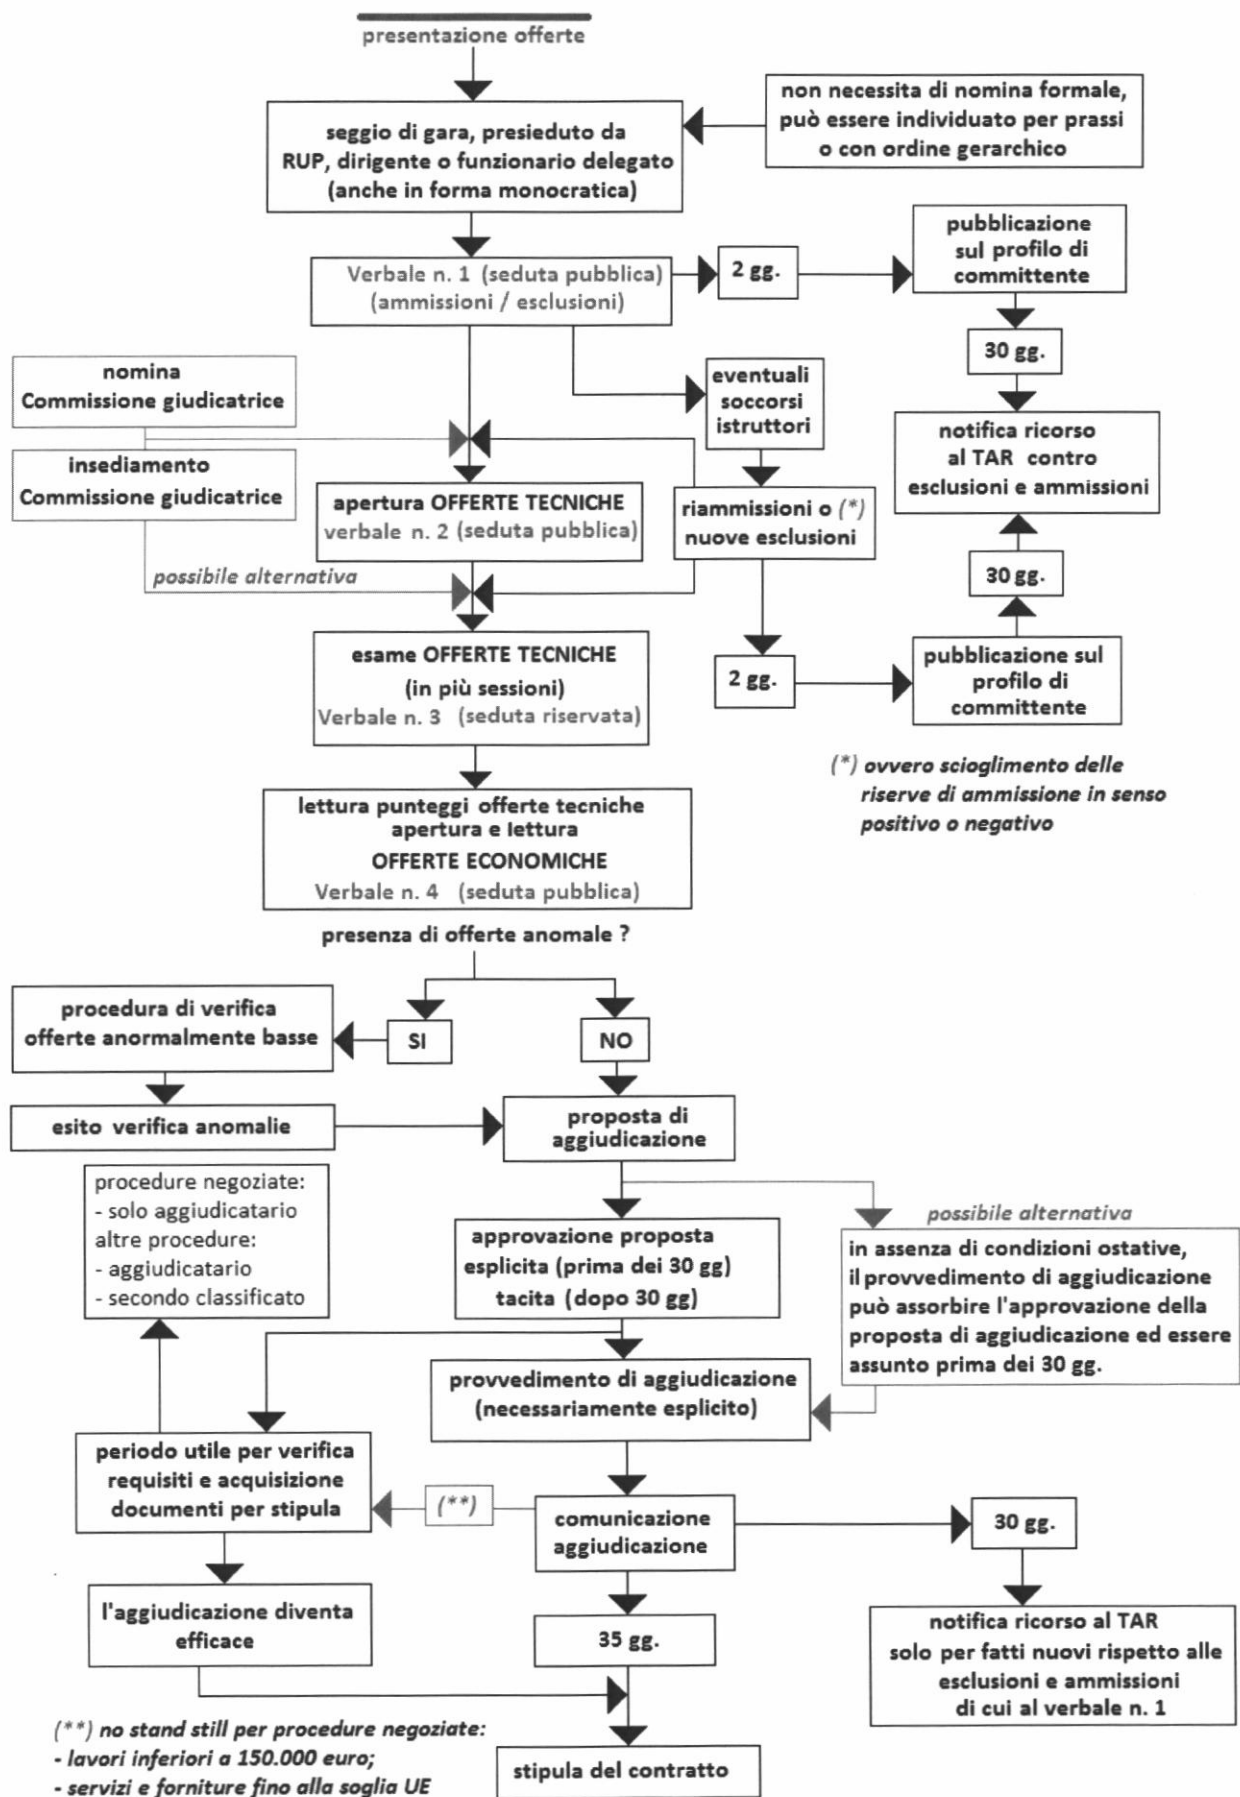 presentazione offerte
seggio di gara, presieduto da
RUP, dirigente o funzionario delegato
(anche in forma monocratica)
non necessita di nomina formale,
può essere individuato per prassi
o con ordine gerarchico
Verbale n. 1 (seduta pubblica)
(ammissioni / esclusioni)
2 gg.
pubblicazione
sul profilo di
committente
30 gg.
nomina
Commissione giudicatrice
eventuali
soccorsi
istruttori
notifica ricorso
al TAR contro
esclusioni e ammissioni
insediamento
Commissione giudicatrice
apertura OFFERTE TECNICHE
verbale n. 2 (seduta pubblica)
riammissioni o (*)
nuove esclusioni
30 gg.
possibile alternativa
esame OFFERTE TECNICHE
(in più sessioni)
Verbale n. 3 (seduta riservata)
2 gg.
pubblicazione sul
profilo di
committente
(*) ovvero scioglimento delle
riserve di ammissione in senso
positivo o negativo
lettura punteggi offerte tecniche
apertura e lettura
OFFERTE ECONOMICHE
Verbale n. 4 (seduta pubblica)
presenza di offerte anomale ?
procedura di verifica
offerte anormalmente basse
SI
NO
esito verifica anomalie
proposta di
aggiudicazione
procedure negoziate:
- solo aggiudicatario
altre procedure:
- aggiudicatario
- secondo classificato
approvazione proposta
esplicita (prima dei 30 gg)
tacita (dopo 30 gg)
possibile alternativa
in assenza di condizioni ostative,
il provvedimento di aggiudicazione
può assorbire l'approvazione della
proposta di aggiudicazione ed essere
assunto prima dei 30 gg.
provvedimento di aggiudicazione
(necessariamente esplicito)
periodo utile per verifica
requisiti e acquisizione
documenti per stipula
(**)
comunicazione
aggiudicazione
30 gg.
l'aggiudicazione diventa
efficace
35 gg.
notifica ricorso al TAR
solo per fatti nuovi rispetto alle
esclusioni e ammissioni
di cui al verbale n. 1
(**) no stand still per procedure negoziate:
- lavori inferiori a 150.000 euro;
- servizi e forniture fino alla soglia UE
stipula del contratto